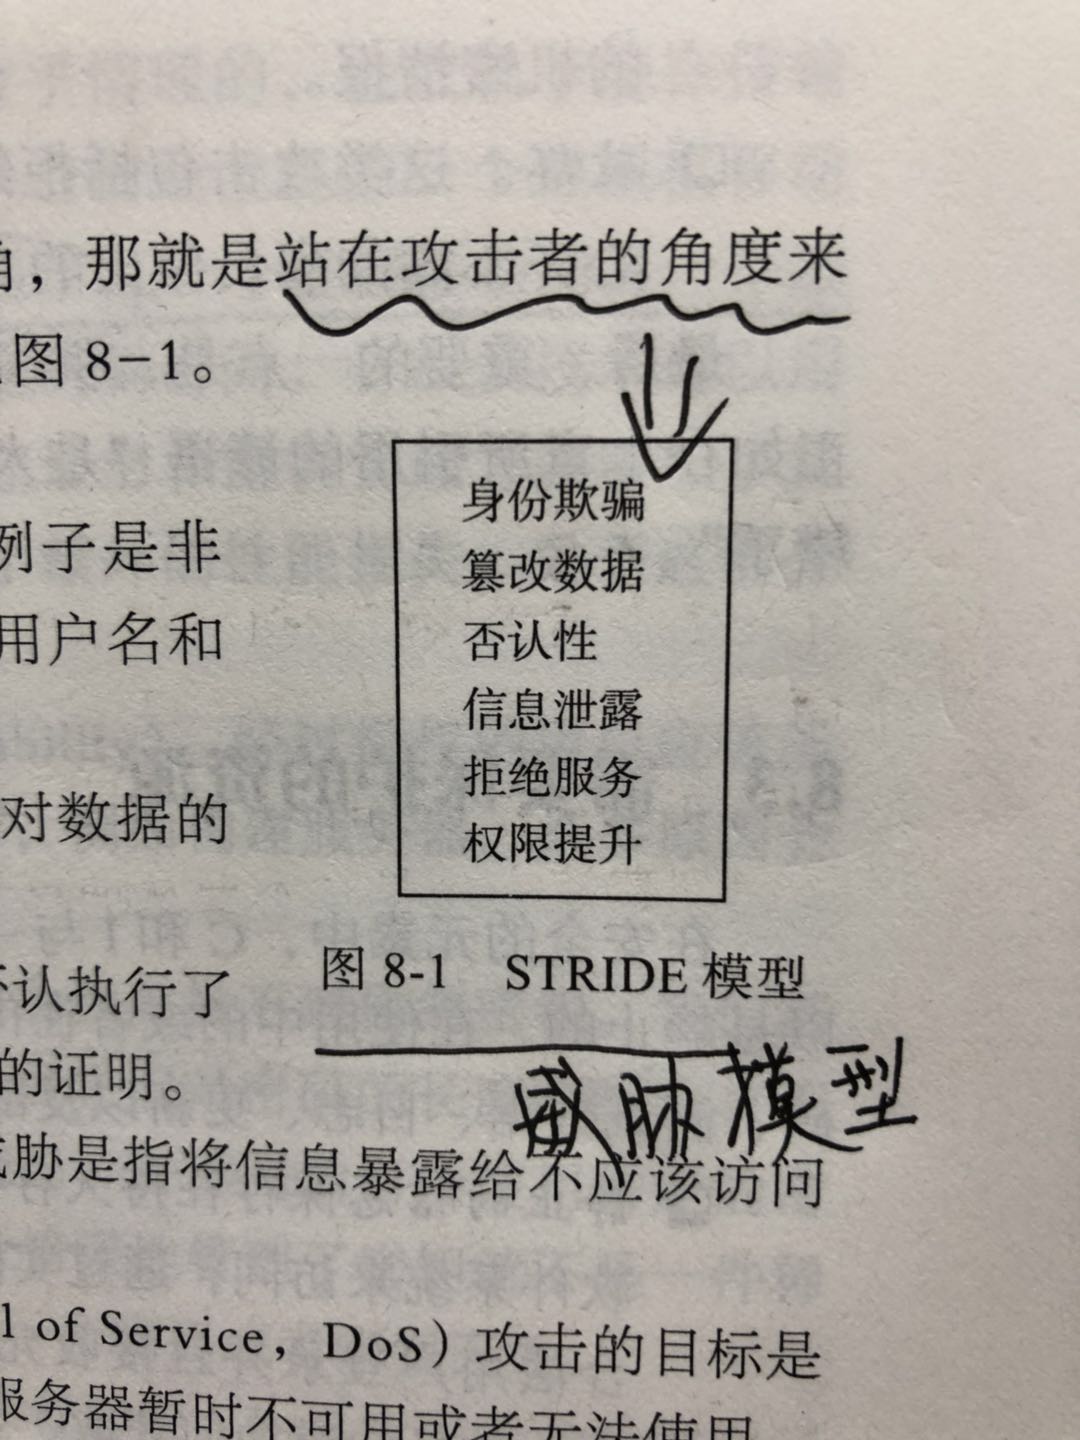 ，那就是站在攻击者的角度来
图 8-1。
身份欺骗
篡改数据
否认性
信息泄露
拒绝服务
权限提升
图 8-1 STRIDE 模型
威胁模型
列子是非
用户名和
对数据的
认执行了
的证明。
胁是指将信息暴露给不应该访问
l of Service，DoS）攻击的目标是
服务器暂时不可用或者无法使用